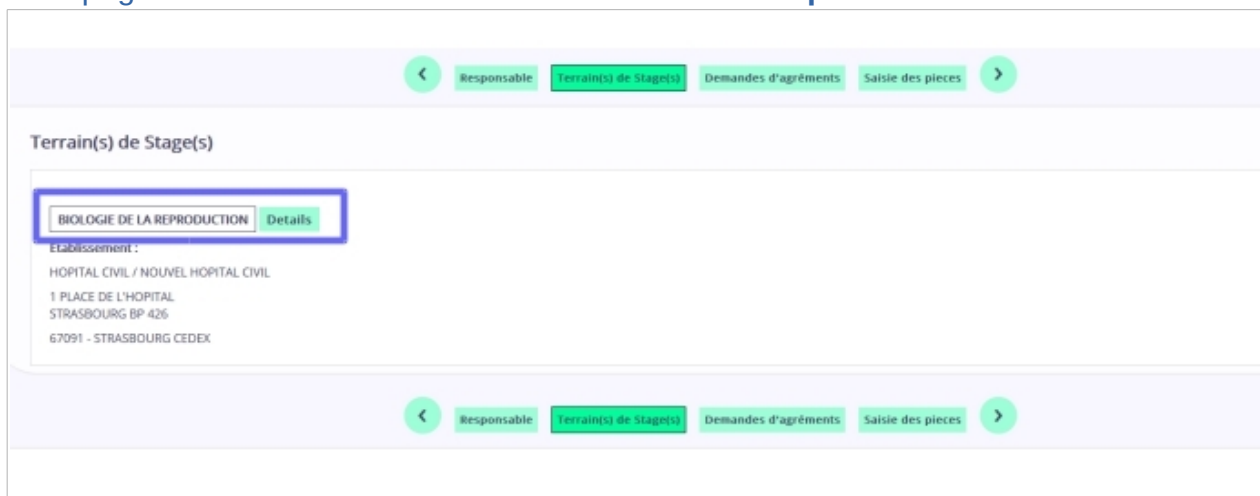 ‹ Responsable Terrain(s) de Stage(s) Demandes d'agréments Saisie des pieces ›
Terrain(s) de Stage(s)
BIOLOGIE DE LA REPRODUCTION Details
Etablissement :
HOPITAL CIVIL / NOUVEL HOPITAL CIVIL
1 PLACE DE L'HOPITAL
STRASBOURG BP 426
67091 - STRASBOURG CEDEX
‹ Responsable Terrain(s) de Stage(s) Demandes d'agréments Saisie des pieces ›